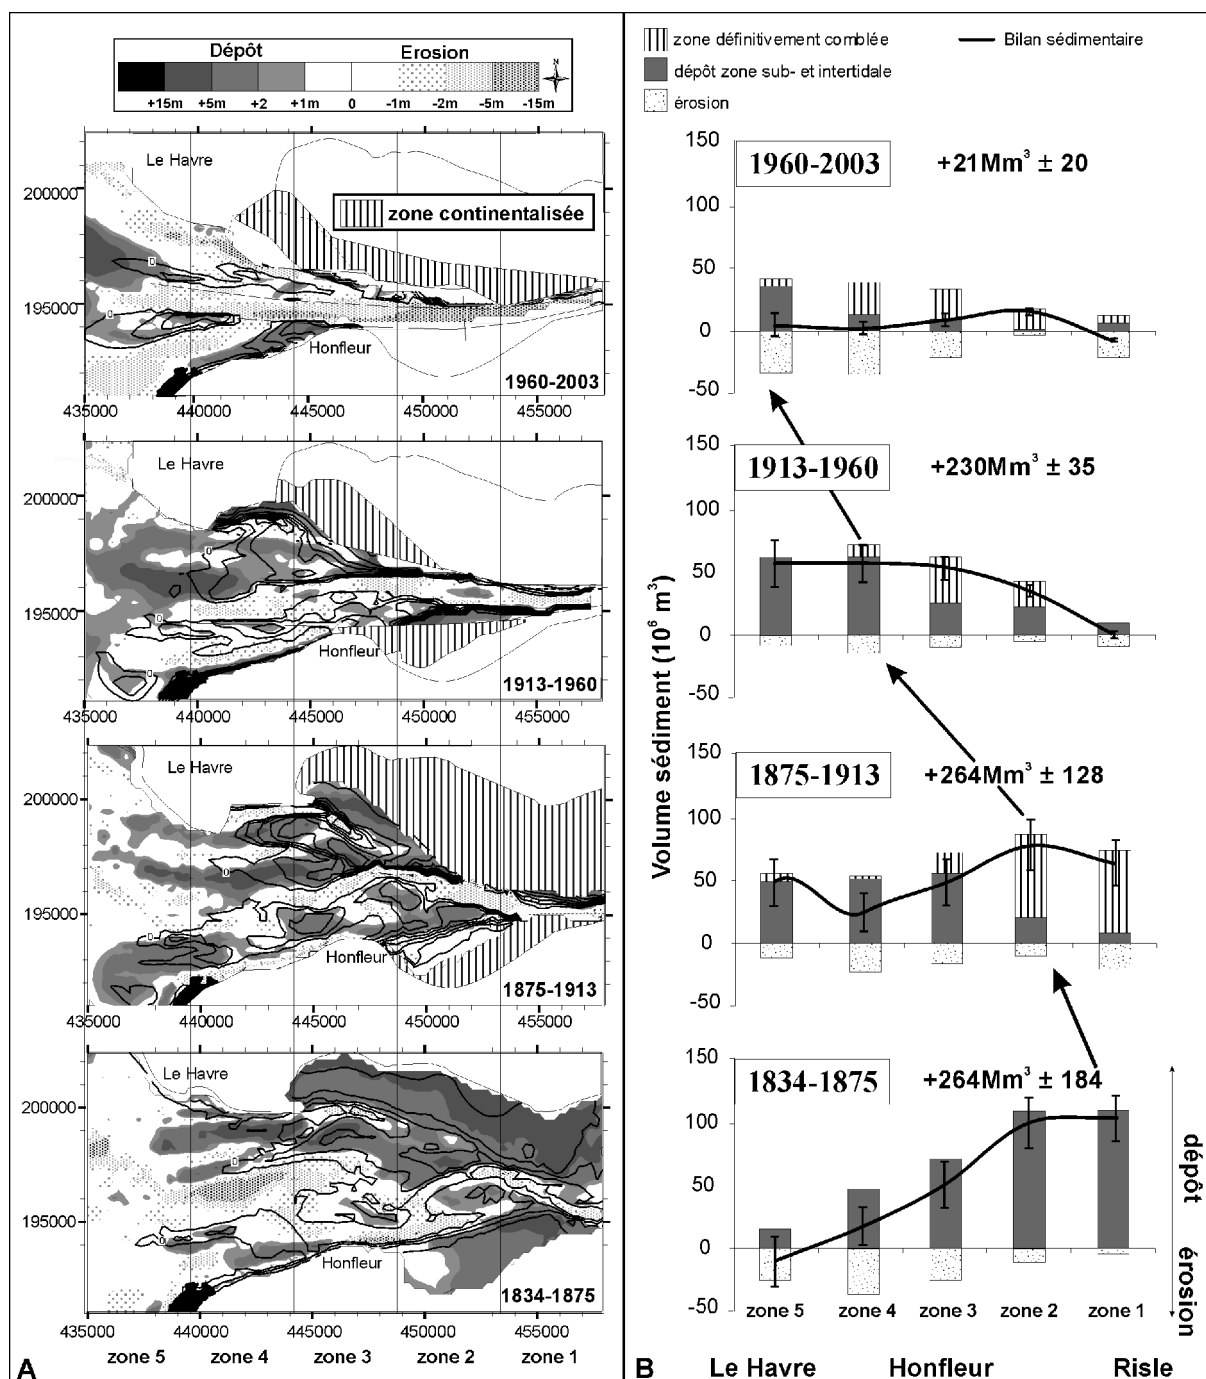 Dépôt Erosion
N
+15m +5m +2 +1m 0 -1m -2m -5m -15m
Le Havre
200000
zone continentalisée
195000
Honfleur
1960-2003
435000 440000 445000 450000 455000
Le Havre
200000
195000
Honfleur
1913-1960
435000 440000 445000 450000 455000
Le Havre
200000
195000
Honfleur
1875-1913
435000 440000 445000 450000 455000
Le Havre
200000
195000
Honfleur
1834-1875
435000 440000 445000 450000 455000
zone 5 zone 4 zone 3 zone 2 zone 1
A
zone définitivement comblée
Bilan sédimentaire
dépôt zone sub- et intertidale
érosion
Volume sédiment (10⁶ m³)
150
100
50
0
-50
1960-2003 +21Mm³ ± 20
150
100
50
0
-50
1913-1960 +230Mm³ ± 35
150
100
50
0
-50
1875-1913 +264Mm³ ± 128
150
100
50
0
-50
1834-1875 +264Mm³ ± 184
dépôt
érosion
zone 5 zone 4 zone 3 zone 2 zone 1
B Le Havre Honfleur Risle